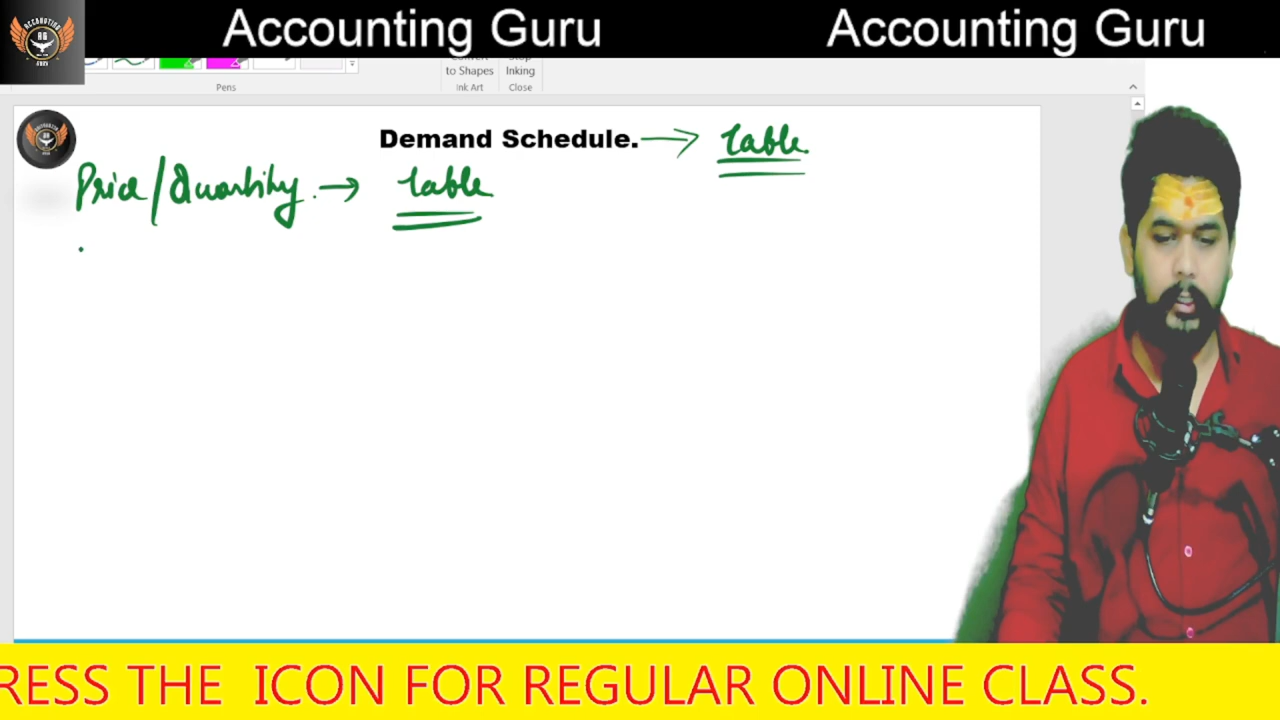 Accounting Guru Accounting Guru
to Shapes Inking
Pens Ink Art Close
Demand Schedule. → table.
Price/Quantity. → table
RESS THE ICON FOR REGULAR ONLINE CLASS.